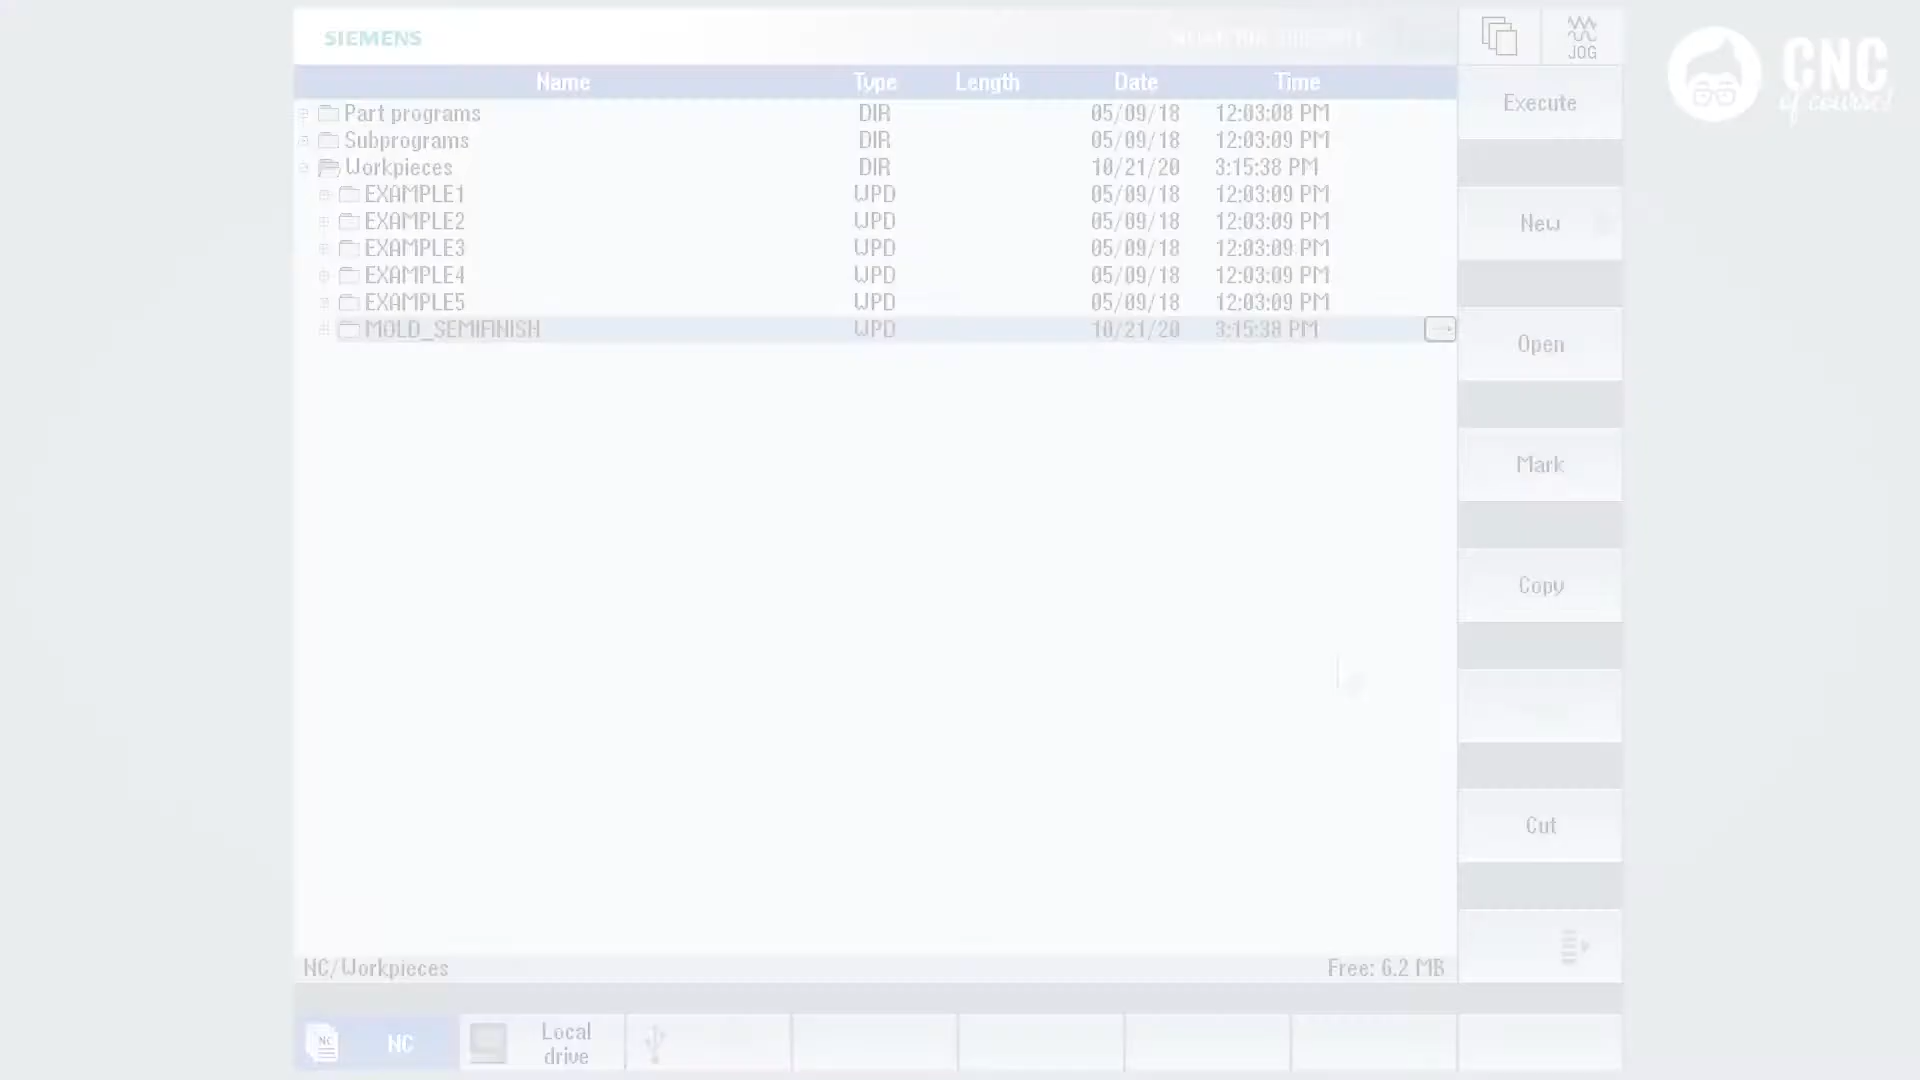 SIEMENS
JOG
CNC
of course!
Name Type Length Date Time
Part programs DIR 05/09/18 12:03:08 PM
Subprograms DIR 05/09/18 12:03:09 PM
Workpieces DIR 10/21/20 3:15:38 PM
EXAMPLE1 WPD 05/09/18 12:03:09 PM
EXAMPLE2 WPD 05/09/18 12:03:09 PM
EXAMPLE3 WPD 05/09/18 12:03:09 PM
EXAMPLE4 WPD 05/09/18 12:03:09 PM
EXAMPLE5 WPD 05/09/18 12:03:09 PM
MOLD_SEMIFINISH WPD 10/21/20 3:15:38 PM
Execute
New
Open
Mark
Copy
Cut
NC/Workpieces Free: 6.2 MB
NC NC
Local
drive